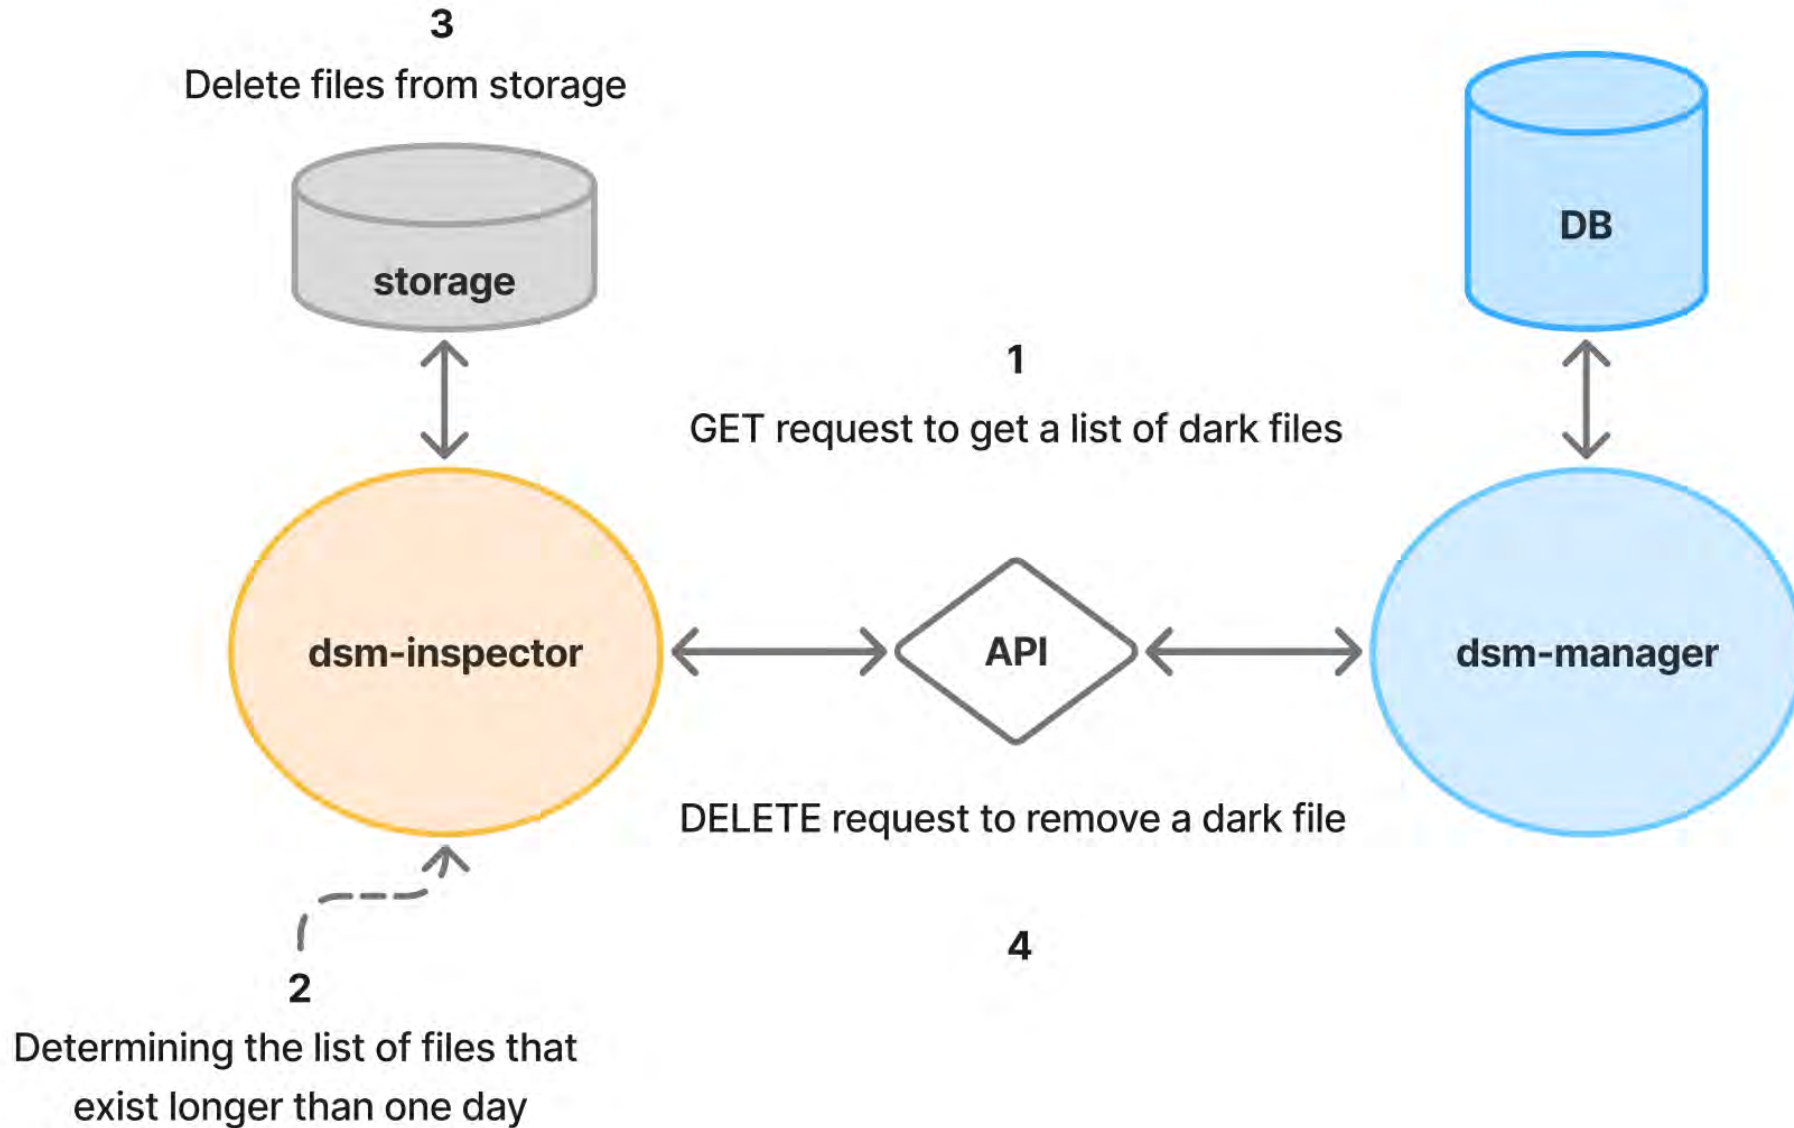 3
Delete files from storage
storage
DB
1
GET request to get a list of dark files
dsm-inspector
API
dsm-manager
DELETE request to remove a dark file
4
2
Determining the list of files that
exist longer than one day